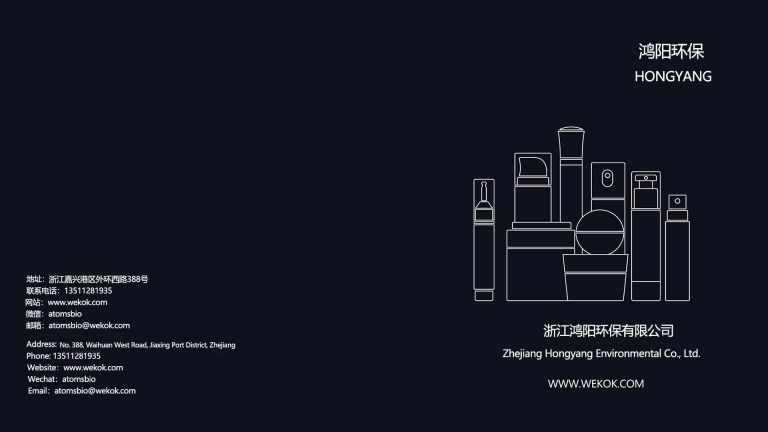 鸿阳环保
HONGYANG
地址：浙江嘉兴港区外环西路388号
联系电话：13511281935
网站：www.wekok.com
微信：atomsbio
邮箱：atomsbio@wekok.com
Address: No. 388, Waihuan West Road, Jiaxing Port District, Zhejiang
Phone: 13511281935
Website：www.wekok.com
Wechat：atomsbio
Email：atomsbio@wekok.com
浙江鸿阳环保有限公司
Zhejiang Hongyang Environmental Co., Ltd.
WWW.WEKOK.COM